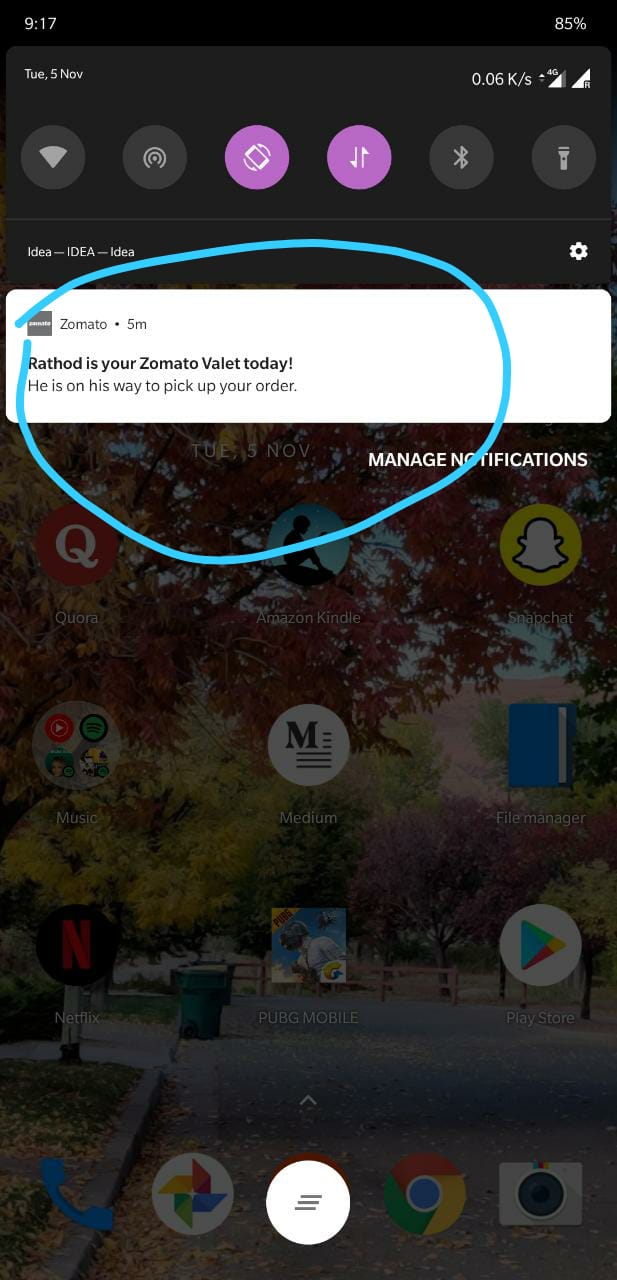 9:17
85%
Tue, 5 Nov
0.06 K/s
4G
R
Idea — IDEA — Idea
zomato
Zomato • 5m
Rathod is your Zomato Valet today!
He is on his way to pick up your order.
TUE, 5 NOV
MANAGE NOTIFICATIONS
Q
Quora
Amazon Kindle
Snapchat
M
Music
Medium
File manager
N
PUBG
Netflix
PUBG MOBILE
Play Store